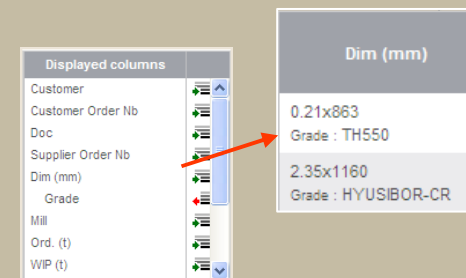 Displayed columns
Customer
Customer Order Nb
Doc
Supplier Order Nb
Dim (mm)
Grade
Mill
Ord. (t)
WIP (t)
Dim (mm)
0.21x863
Grade : TH550
2.35x1160
Grade : HYUSIBOR-CR